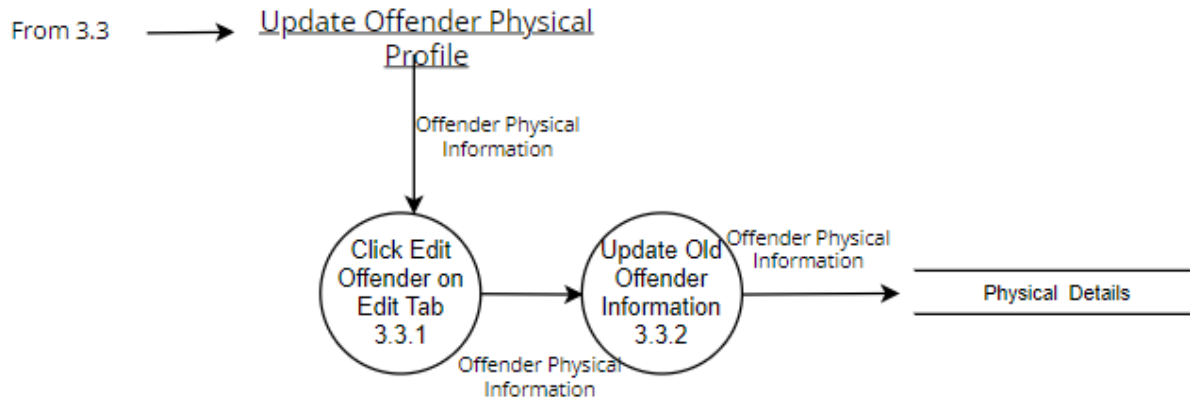 From 3.3
Update Offender Physical
Profile
Offender Physical
Information
Click Edit
Offender on
Edit Tab
3.3.1
Offender Physical
Information
Update Old
Offender
Information
3.3.2
Offender Physical
Information
Physical Details